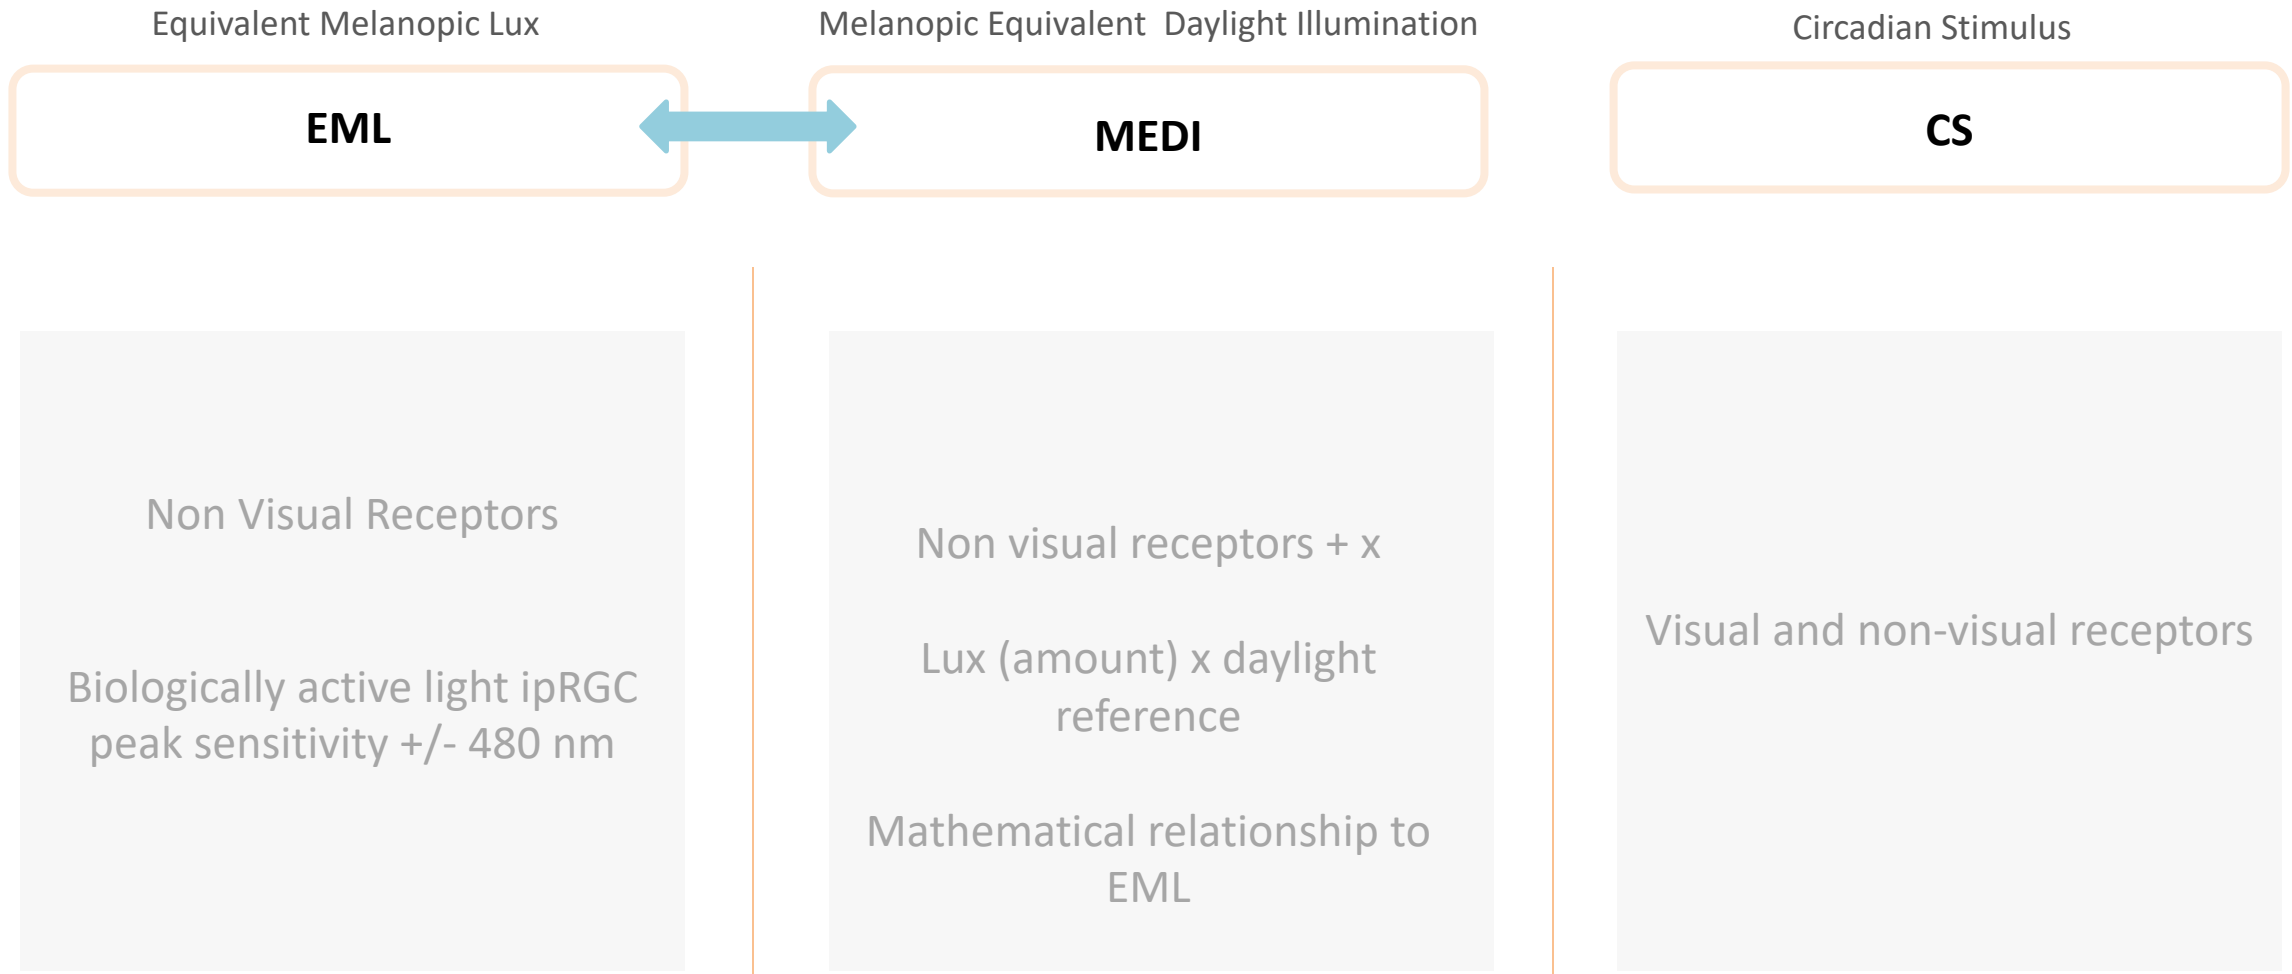 Equivalent Melanopic Lux
Melanopic Equivalent  Daylight Illumination
Circadian Stimulus
EML
MEDI
CS
Non Visual Receptors
Biologically active light ipRGC
peak sensitivity +/- 480 nm
Non visual receptors + x
Lux (amount) x daylight
reference
Mathematical relationship to
EML
Visual and non-visual receptors